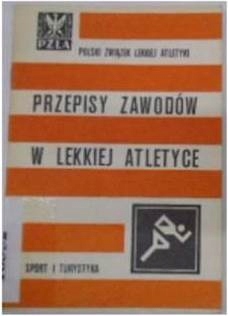 PZLA
POLSKI ZWIĄZEK LEKKIEJ ATLETYKI
PRZEPISY ZAWODÓW
W LEKKIEJ ATLETYCE
SPORT I TURYSTYKA